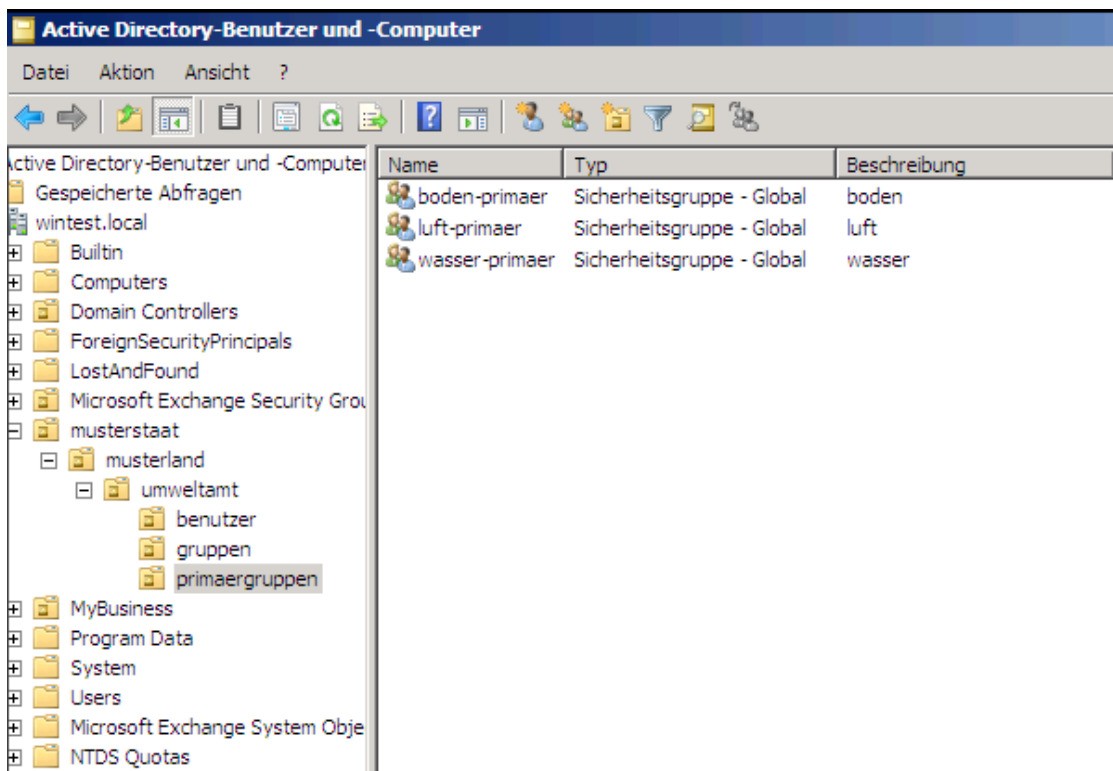 Active Directory-Benutzer und -Computer
Datei Aktion Ansicht ?
Active Directory-Benutzer und -Computer
Gespeicherte Abfragen
wintest.local
Builtin
Computers
Domain Controllers
ForeignSecurityPrincipals
LostAndFound
Microsoft Exchange Security Grou
musterstaat
musterland
umweltamt
benutzer
gruppen
primaergruppen
MyBusiness
Program Data
System
Users
Microsoft Exchange System Obje
NTDS Quotas
Name Typ Beschreibung
boden-primaer Sicherheitsgruppe - Global boden
luft-primaer Sicherheitsgruppe - Global luft
wasser-primaer Sicherheitsgruppe - Global wasser